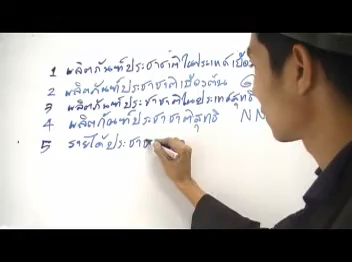 1 ผลิตภัณฑ์ประชาชาติในประเทศเบื้อง
2 ผลิตภัณฑ์ประชาชาติเบื้องต้น G
3 ผลิตภัณฑ์ประชาชาติในประเทศสุทธิ
4 ผลิตภัณฑ์ประชาชาติสุทธิ NN
5 รายได้ประชาช